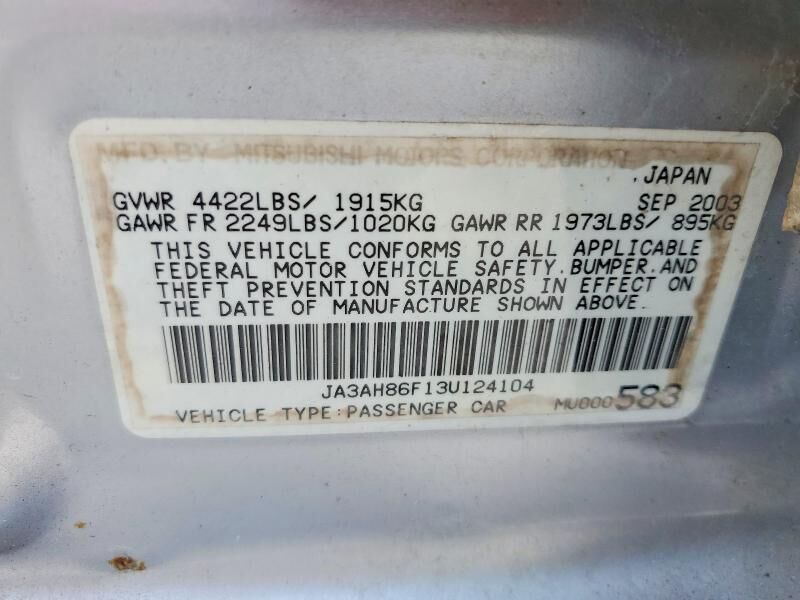 MFD. BY MITSUBISHI MOTORS CORPORATION
JAPAN
GVWR 4422LBS/ 1915KG SEP 2003
GAWR FR 2249LBS/1020KG GAWR RR 1973LBS/ 895KG
THIS VEHICLE CONFORMS TO ALL APPLICABLE
FEDERAL MOTOR VEHICLE SAFETY.BUMPER.AND
THEFT PREVENTION STANDARDS IN EFFECT ON
THE DATE OF MANUFACTURE SHOWN ABOVE.
JA3AH86F13U124104
VEHICLE TYPE:PASSENGER CAR MU000583